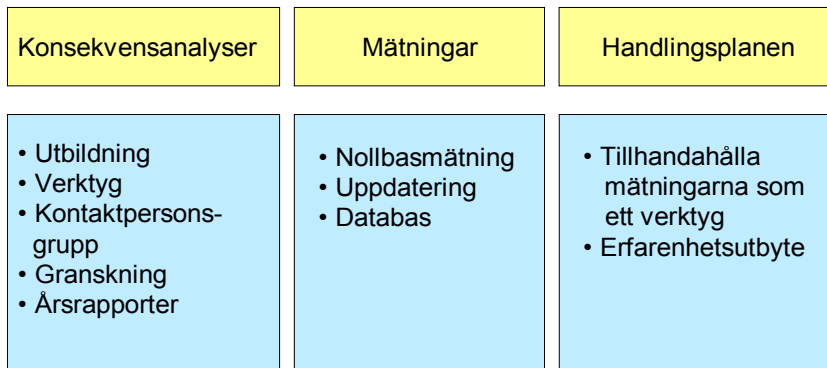 Konsekvensanalyser
Mätningar
Handlingsplanen
• Utbildning
• Verktyg
• Kontaktpersons-
grupp
• Granskning
• Årsrapporter
• Nollbasmätning
• Uppdatering
• Databas
• Tillhandahålla
mätningarna som
ett verktyg
• Erfarenhetsutbyte